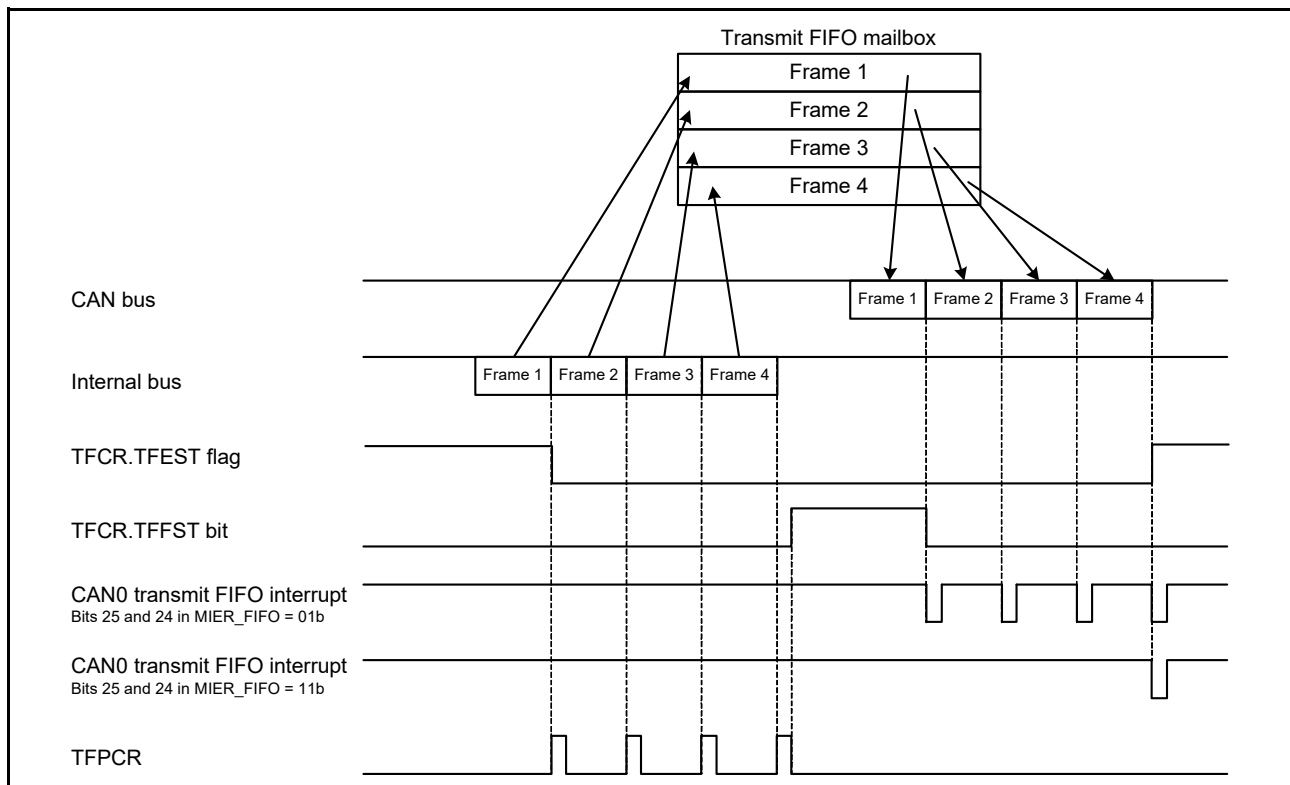 Transmit FIFO mailbox
Frame 1
Frame 2
Frame 3
Frame 4
CAN bus
Frame 1 Frame 2 Frame 3 Frame 4
Internal bus
Frame 1 Frame 2 Frame 3 Frame 4
TFCR.TFEST flag
TFCR.TFFST bit
CAN0 transmit FIFO interrupt
Bits 25 and 24 in MIER_FIFO = 01b
CAN0 transmit FIFO interrupt
Bits 25 and 24 in MIER_FIFO = 11b
TFPCR